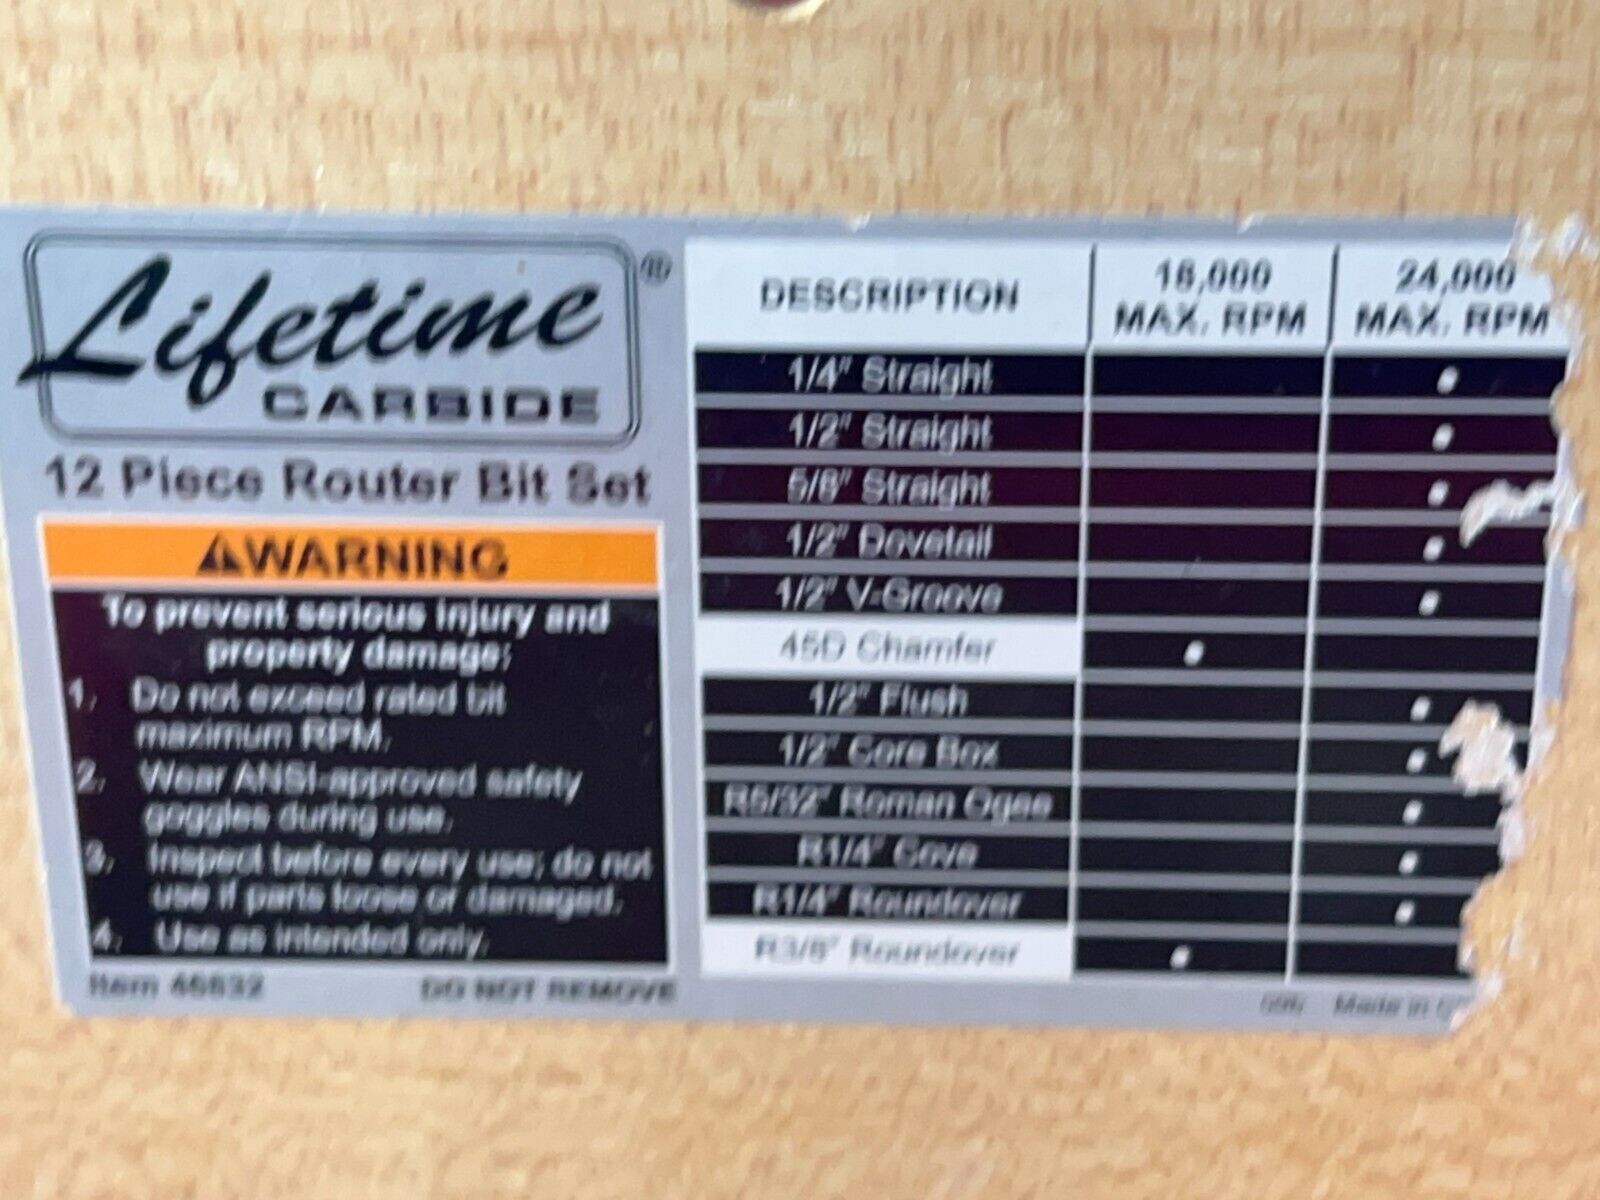 Lifetime ®
CARBIDE
12 Piece Router Bit Set
WARNING
To prevent serious injury and
property damage:
1. Do not exceed rated bit
maximum RPM.
2. Wear ANSI-approved safety
goggles during use.
3. Inspect before every use; do not
use if parts loose or damaged.
4. Use as intended only.
Item 46632
DO NOT REMOVE
DESCRIPTION
18,000
MAX. RPM
24,000
MAX. RPM
1/4" Straight
1/2" Straight
5/8" Straight
1/2" Dovetail
1/2" V-Groove
45D Chamfer
1/2" Flush
1/2" Core Box
R5/32" Roman Ogee
R1/4" Cove
R1/4" Roundover
R3/8" Roundover
Made in